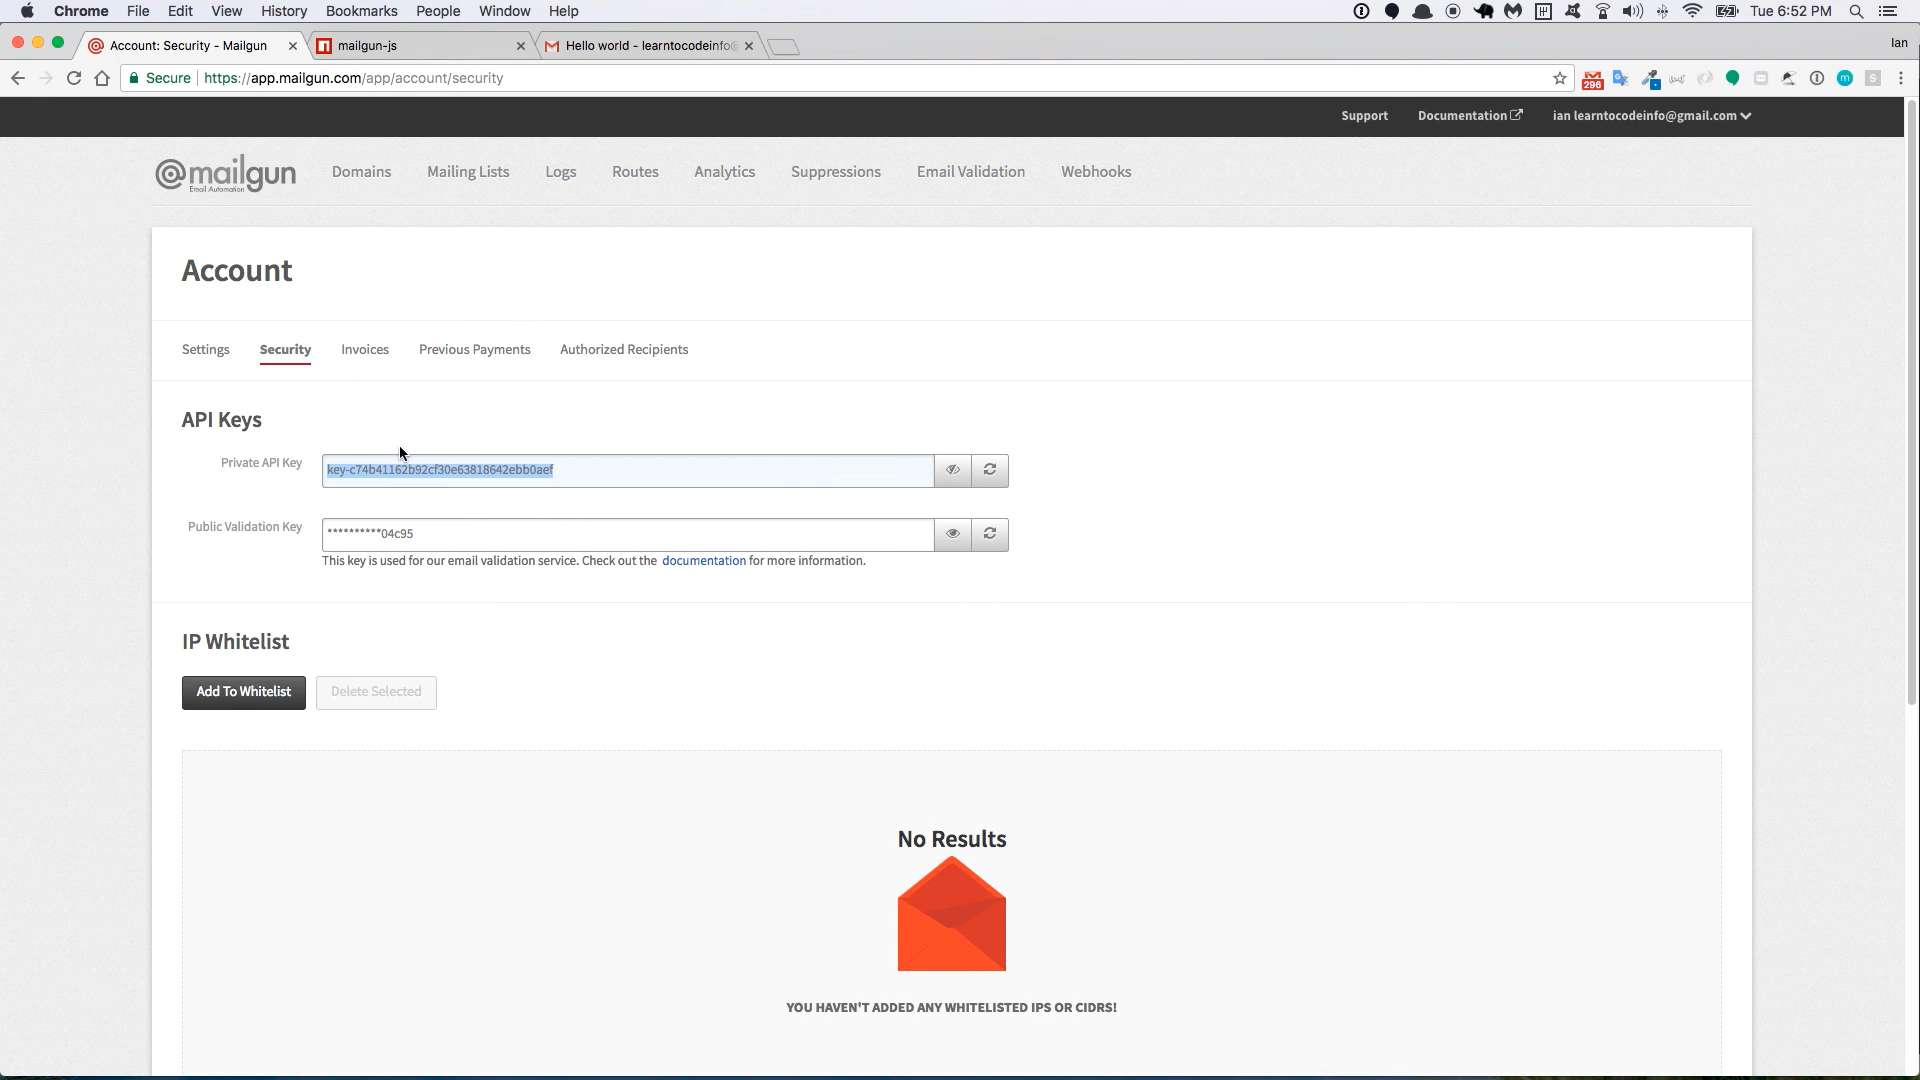 Chrome File Edit View History Bookmarks People Window Help Tue 6:52 PM
Account: Security - Mailgun mailgun-js Hello world - learntocodeinfo@ Ian
Secure https://app.mailgun.com/app/account/security 296
Support Documentation ian learntocodeinfo@gmail.com
@mailgun Domains Mailing Lists Logs Routes Analytics Suppressions Email Validation Webhooks
Email Automation
Account
Settings Security Invoices Previous Payments Authorized Recipients
API Keys
Private API Key key-c74b41162b92cf30e63818642ebb0aef
Public Validation Key **********04c95
This key is used for our email validation service. Check out the documentation for more information.
IP Whitelist
Add To Whitelist Delete Selected
No Results
YOU HAVEN'T ADDED ANY WHITELISTED IPS OR CIDRS!